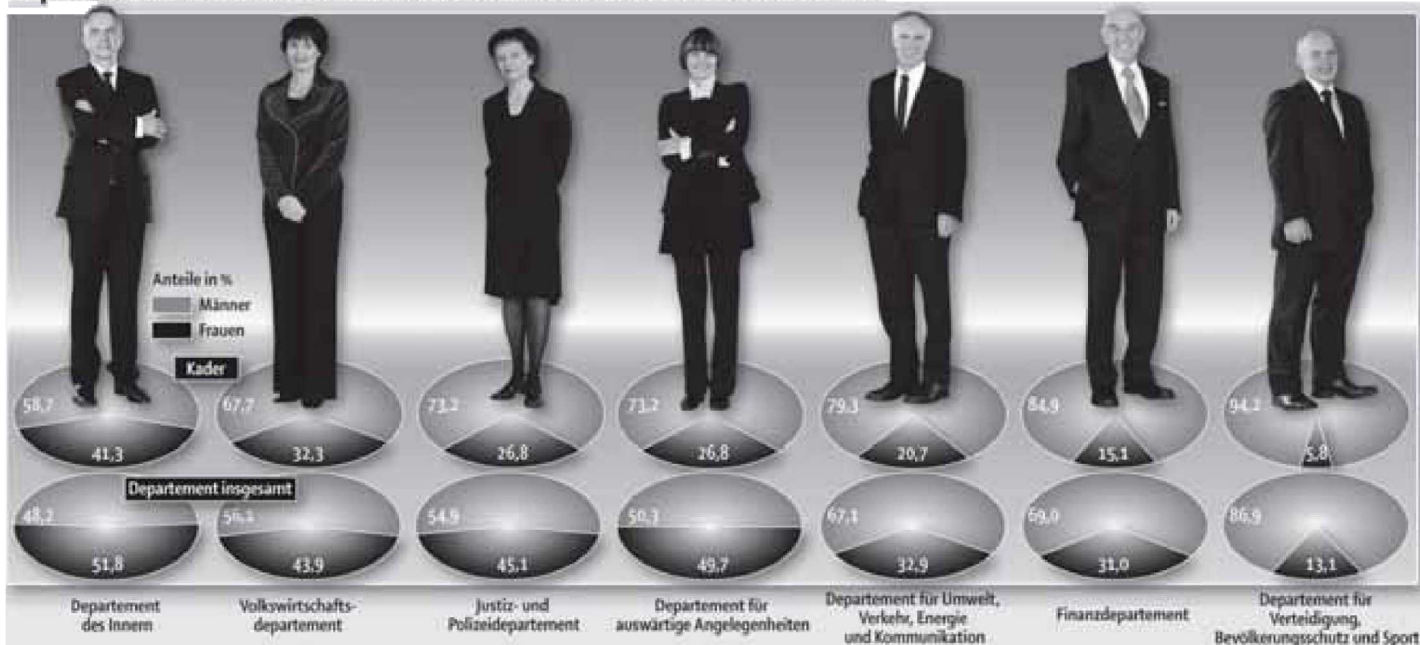 Anteile in %
Männer
Frauen
Kader
58,7
67,7
73,2
73,2
79,3
84,9
94,2
41,3
32,3
26,8
26,8
20,7
15,1
5,8
Departement insgesamt
48,2
56,1
54,9
50,3
67,1
69,0
86,9
51,8
43,9
45,1
49,7
32,9
31,0
13,1
Departement
des Innern
Volkswirtschafts-
departement
Justiz- und
Polizeidepartement
Departement für
auswärtige Angelegenheiten
Departement für Umwelt,
Verkehr, Energie
und Kommunikation
Finanzdepartement
Departement für
Verteidigung,
Bevölkerungsschutz und Sport